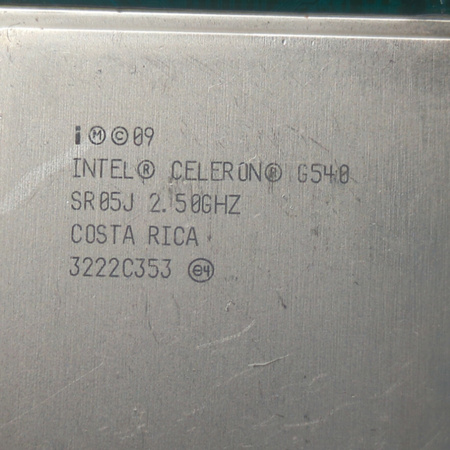 i Ⓜ © 09
INTEL® CELERON® G540
SR05J 2.50GHZ
COSTA RICA
3222C353 e4